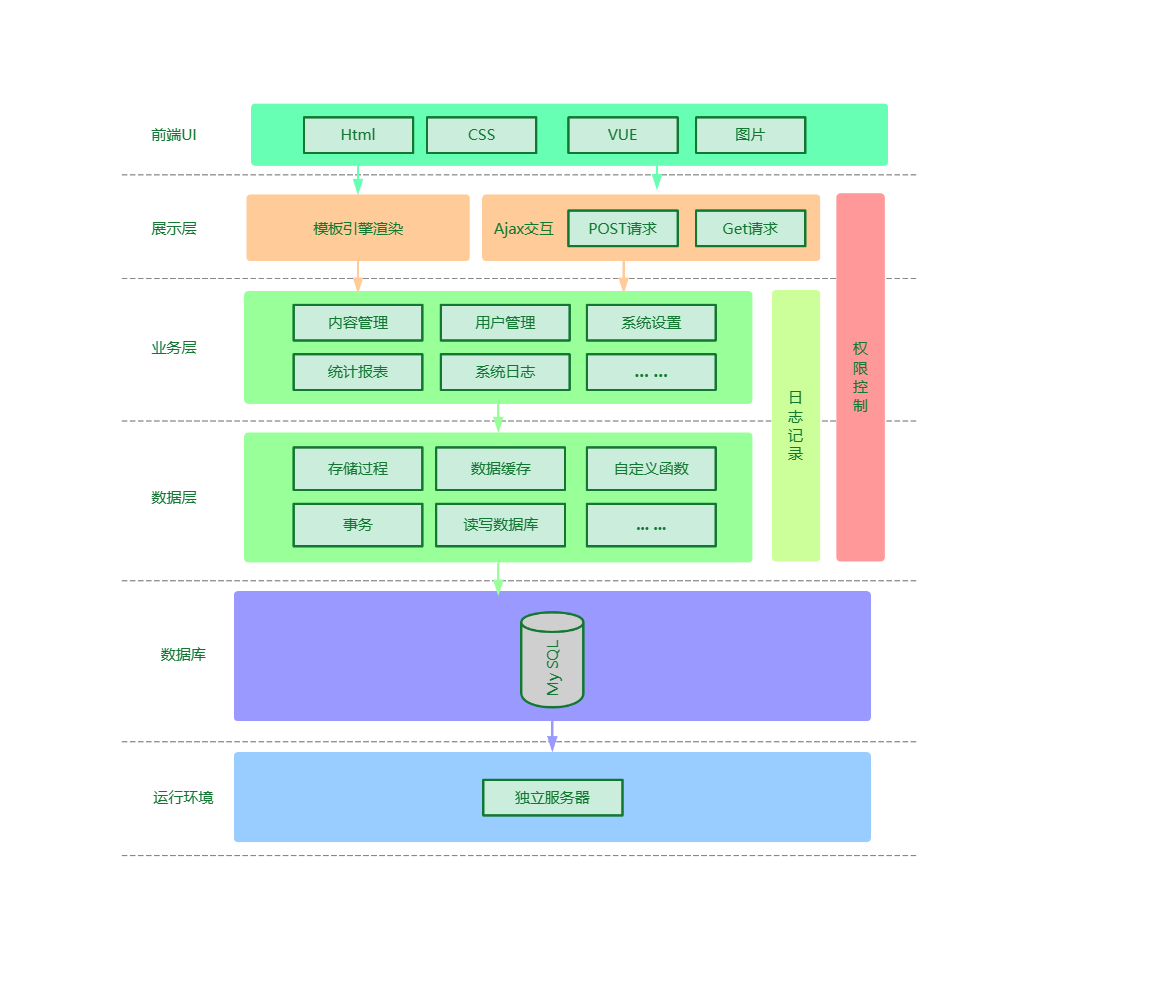 前端UI
Html
CSS
VUE
图片
展示层
模板引擎渲染
Ajax交互
POST请求
Get请求
业务层
内容管理
用户管理
系统设置
统计报表
系统日志
... ...
数据层
存储过程
数据缓存
自定义函数
事务
读写数据库
... ...
日志记录
权限控制
数据库
My SQL
运行环境
独立服务器